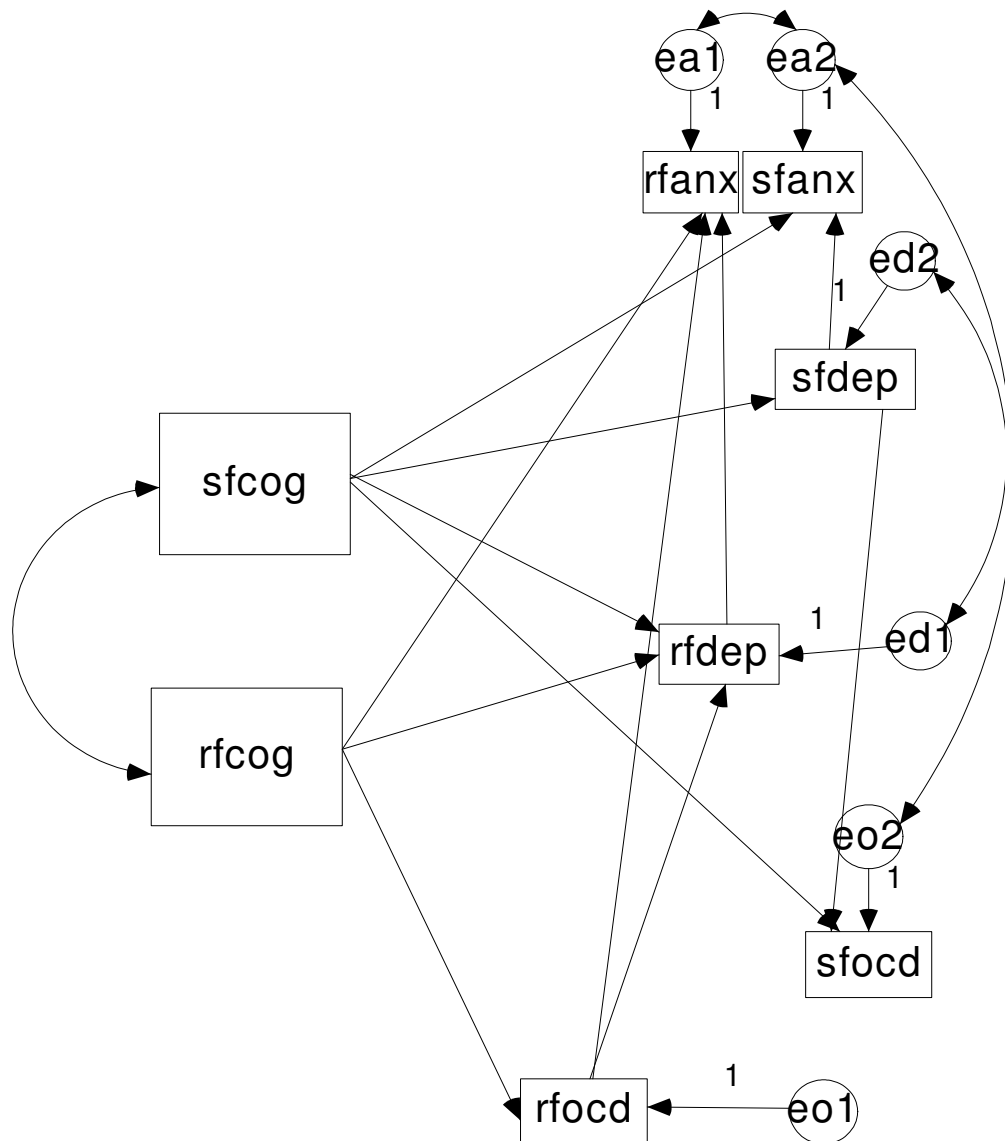 ea1 ea2
1 1
rfanx sfanx
ed2
1
sfdep
sfcog
1
rfdep ed1
rfcog
eo2
1
sfocd
1
rfocd eo1